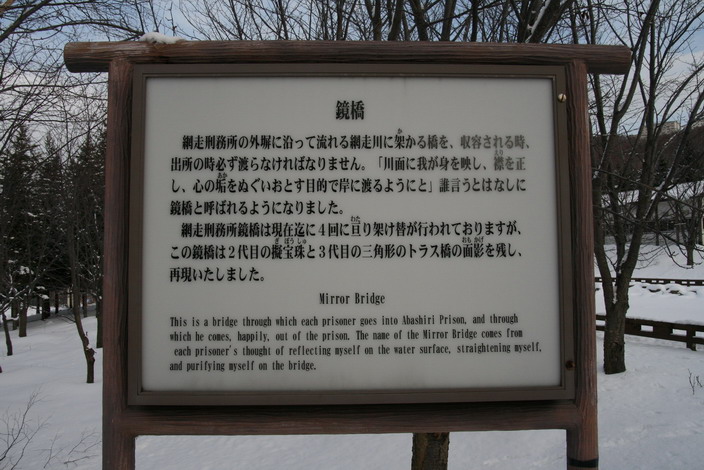 鏡橋
網走刑務所の外塀に沿って流れる網走川に架かる橋を、収容される時、
出所の時必ず渡らなければなりません。「川面に我が身を映し、襟を正
し、心の垢をぬぐいおとす目的で岸に渡るようにと」誰言うとはなしに
鏡橋と呼ばれるようになりました。
網走刑務所鏡橋は現在迄に4回に亘り架け替が行われておりますが、
この鏡橋は2代目の擬宝珠と3代目の三角形のトラス橋の面影を残し、
再現いたしました。
Mirror Bridge
This is a bridge through which each prisoner goes into Abashiri Prison, and through
which he comes, happily, out of the prison. The name of the Mirror Bridge comes from
each prisoner's thought of reflecting myself on the water surface, straightening myself,
and purifying myself on the bridge.